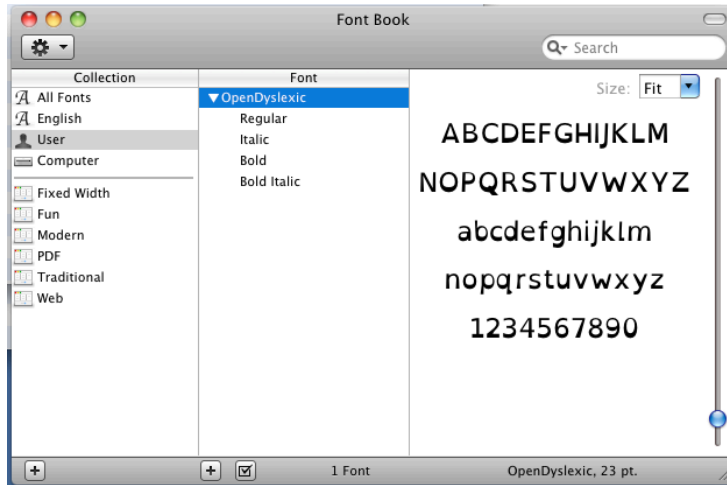 Font Book
Search
Collection
All Fonts
English
User
Computer
Fixed Width
Fun
Modern
PDF
Traditional
Web
Font
OpenDyslexic
Regular
Italic
Bold
Bold Italic
Size: Fit
ABCDEFGHIJKLM
NOPQRSTUVWXYZ
abcdefghijklm
nopqrstuvwxyz
1234567890
1 Font
OpenDyslexic, 23 pt.